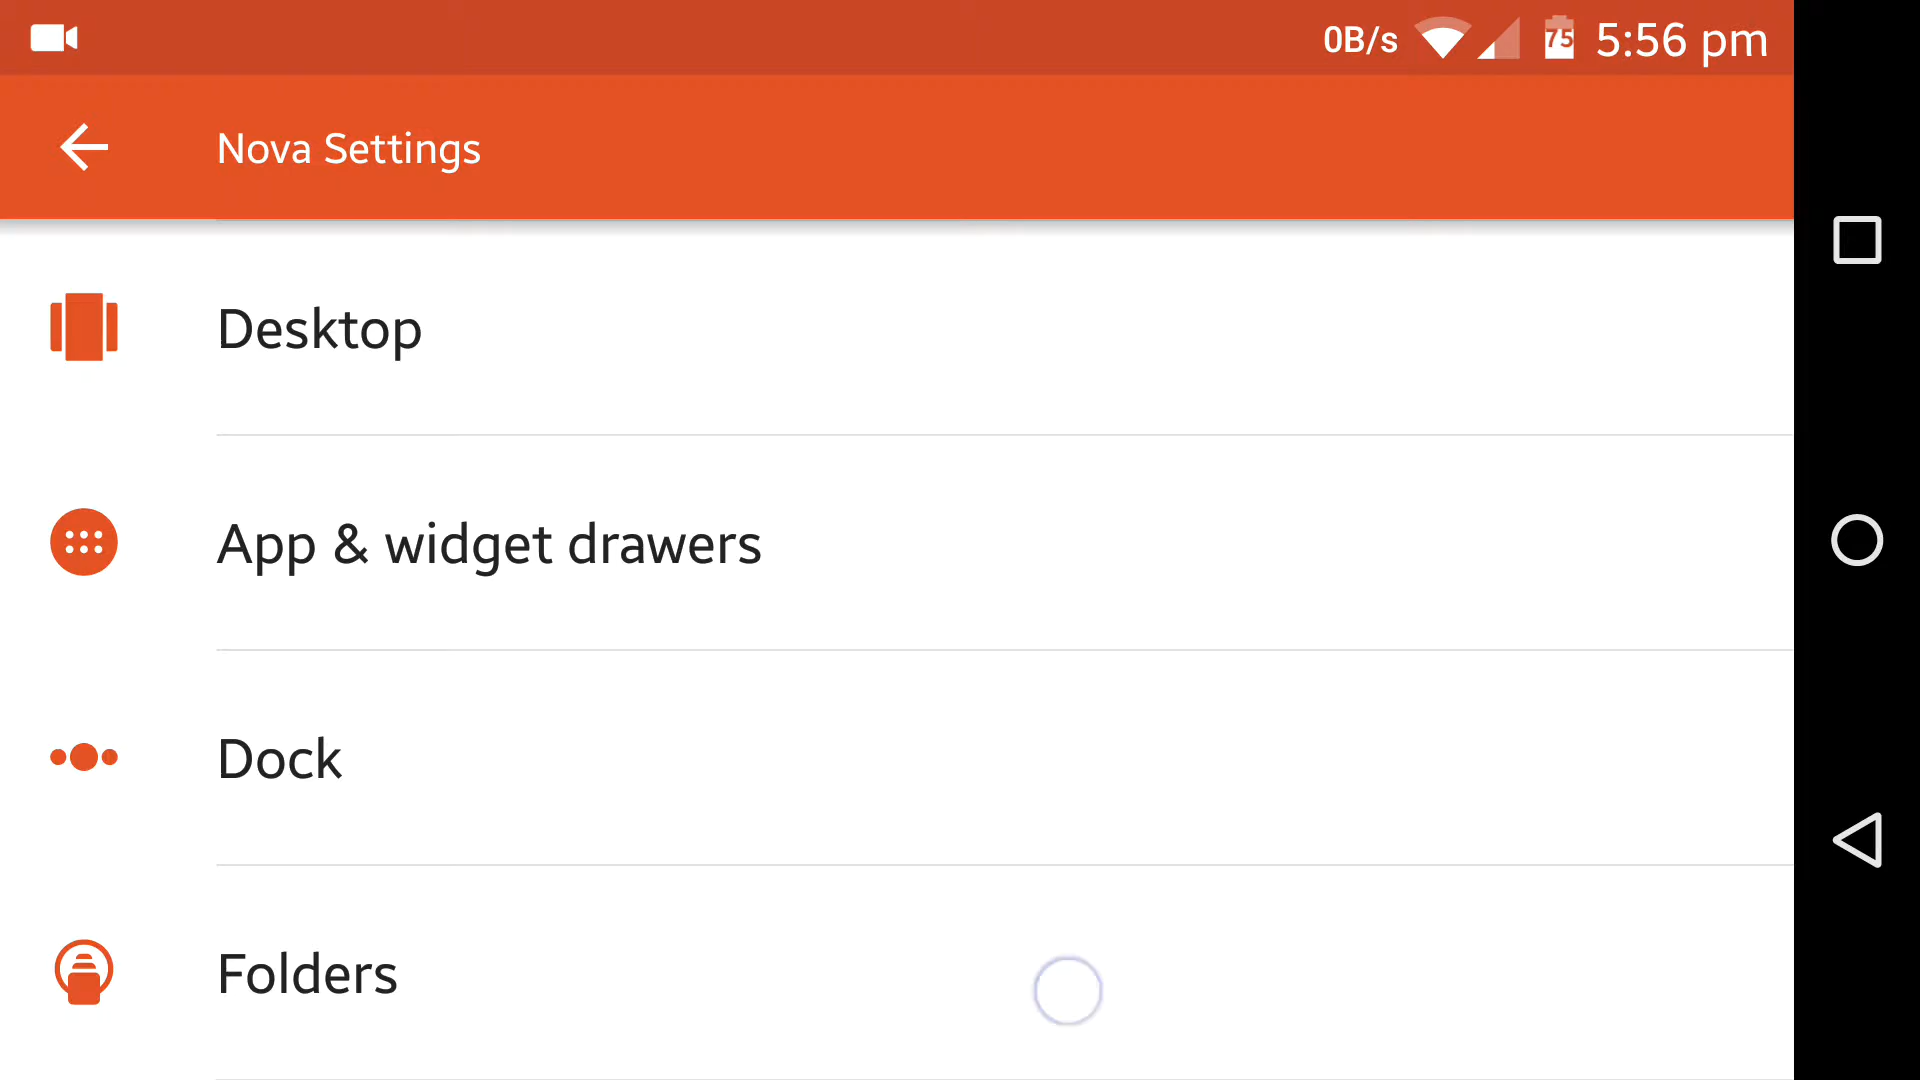 0B/s 75 5:56 pm
Nova Settings
Desktop
App & widget drawers
Dock
Folders